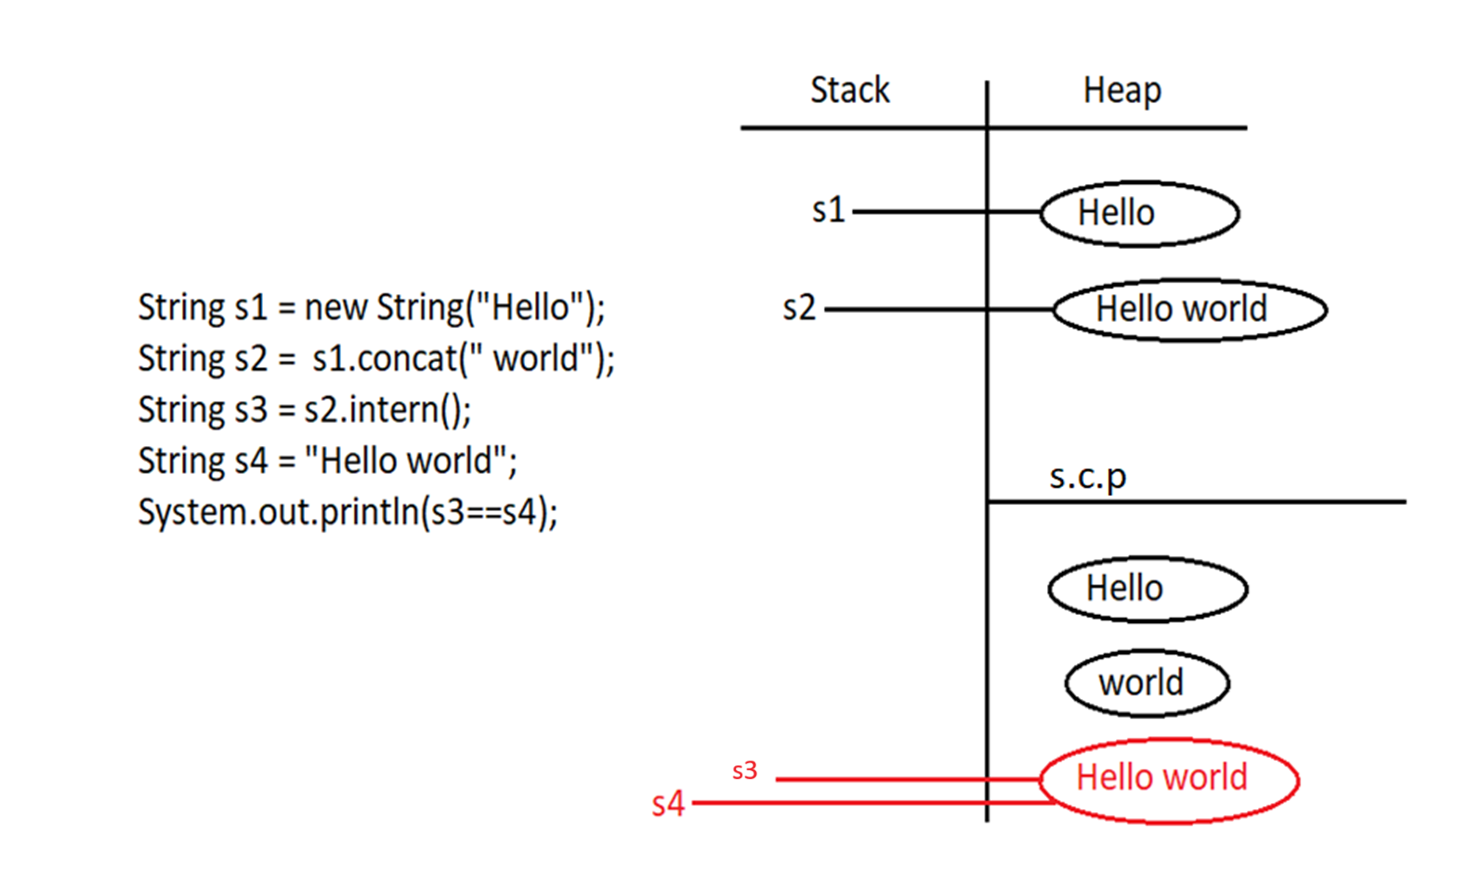 Stack
Heap
s1
Hello
s2
Hello world
String s1 = new String("Hello");
String s2 =  s1.concat(" world");
String s3 = s2.intern();
String s4 = "Hello world";
System.out.println(s3==s4);
s.c.p
Hello
world
s3
Hello world
s4